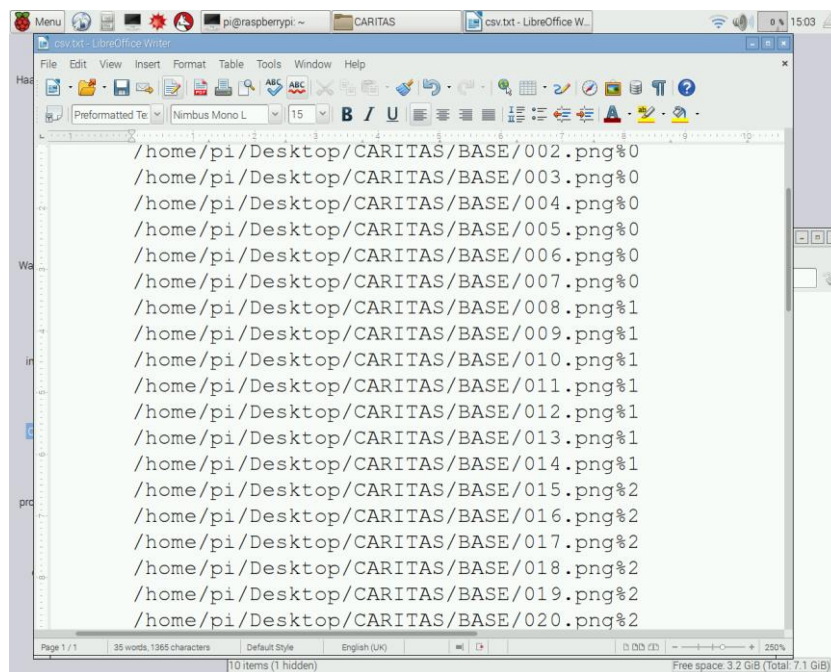 Menu pi@raspberrypi: ~ CARITAS csv.txt - LibreOffice W... 0% 15:03
csv.txt - LibreOffice Writer
File Edit View Insert Format Table Tools Window Help
Preformatted Te: Nimbus Mono L 15
/home/pi/Desktop/CARITAS/BASE/002.png%0
/home/pi/Desktop/CARITAS/BASE/003.png%0
/home/pi/Desktop/CARITAS/BASE/004.png%0
/home/pi/Desktop/CARITAS/BASE/005.png%0
/home/pi/Desktop/CARITAS/BASE/006.png%0
/home/pi/Desktop/CARITAS/BASE/007.png%0
/home/pi/Desktop/CARITAS/BASE/008.png%1
/home/pi/Desktop/CARITAS/BASE/009.png%1
/home/pi/Desktop/CARITAS/BASE/010.png%1
/home/pi/Desktop/CARITAS/BASE/011.png%1
/home/pi/Desktop/CARITAS/BASE/012.png%1
/home/pi/Desktop/CARITAS/BASE/013.png%1
/home/pi/Desktop/CARITAS/BASE/014.png%1
/home/pi/Desktop/CARITAS/BASE/015.png%2
/home/pi/Desktop/CARITAS/BASE/016.png%2
/home/pi/Desktop/CARITAS/BASE/017.png%2
/home/pi/Desktop/CARITAS/BASE/018.png%2
/home/pi/Desktop/CARITAS/BASE/019.png%2
/home/pi/Desktop/CARITAS/BASE/020.png%2
Page 1 / 1 35 words, 1365 characters Default Style English (UK) 250%
10 items (1 hidden) Free space: 3.2 GiB (Total: 7.1 GiB)